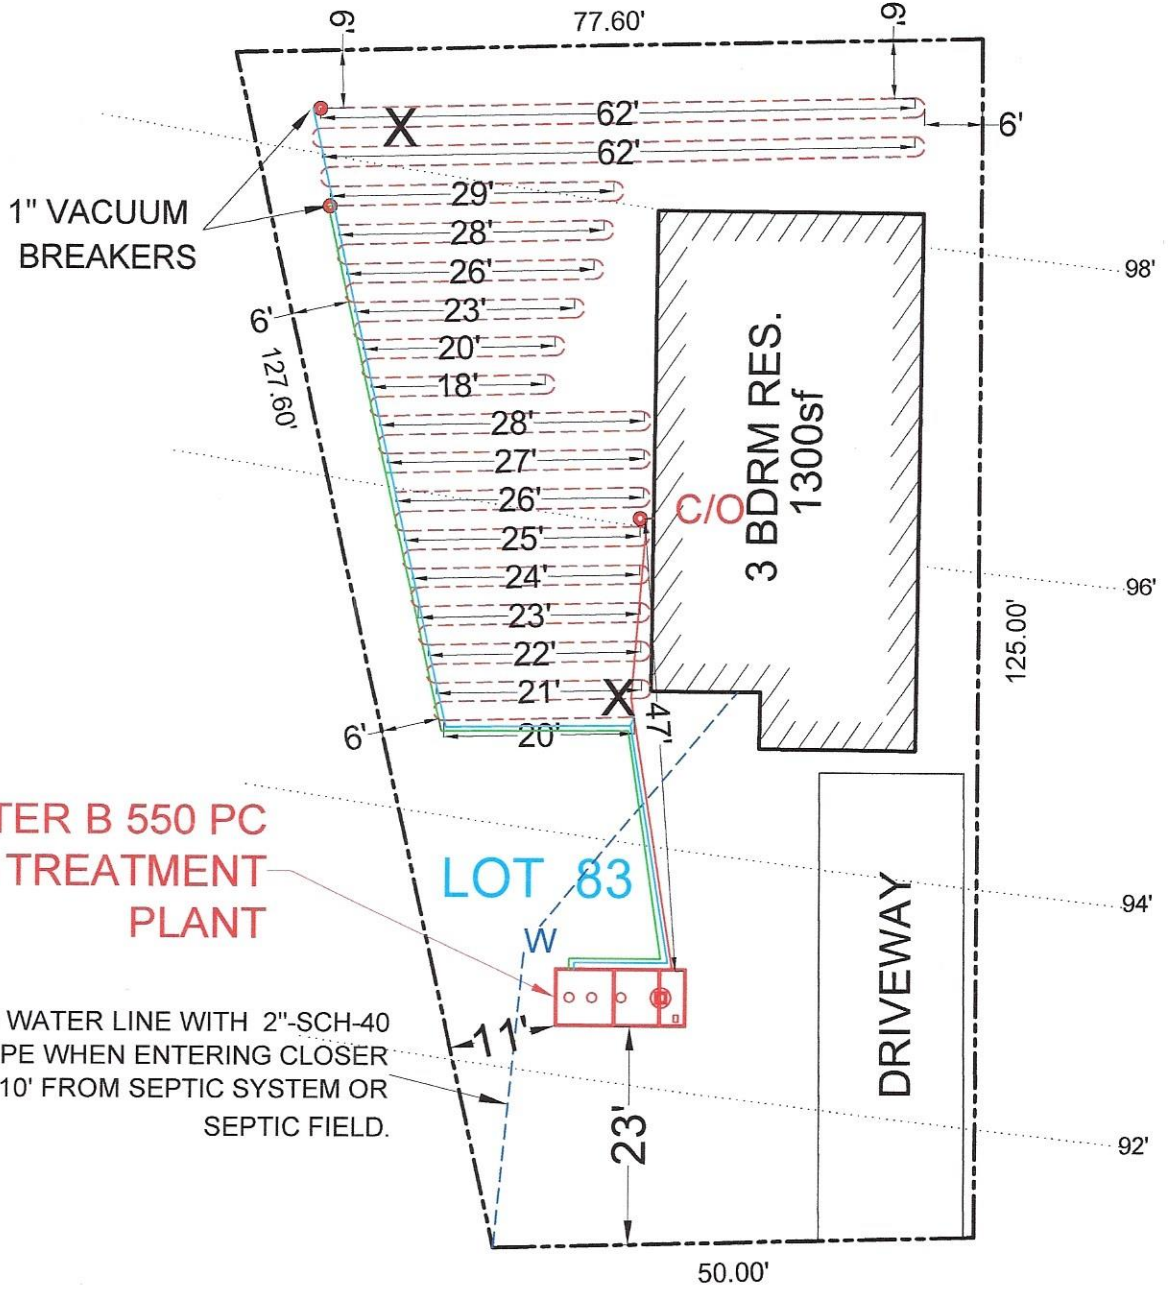 6'
77.60'
6'
62'
6'
62'
1" VACUUM
BREAKERS
29'
28'
26'
98'
6'
23'
127.60'
20'
18'
3 BDRM RES.
1300sf
28'
27'
26'
C/O
25'
24'
96'
23'
125.00'
22'
21'
X
X
47'
6'
20'
TER B 550 PC
TREATMENT
PLANT
LOT 83
94'
W
DRIVEWAY
WATER LINE WITH 2"-SCH-40
PE WHEN ENTERING CLOSER
10' FROM SEPTIC SYSTEM OR
SEPTIC FIELD.
11'
23'
92'
50.00'